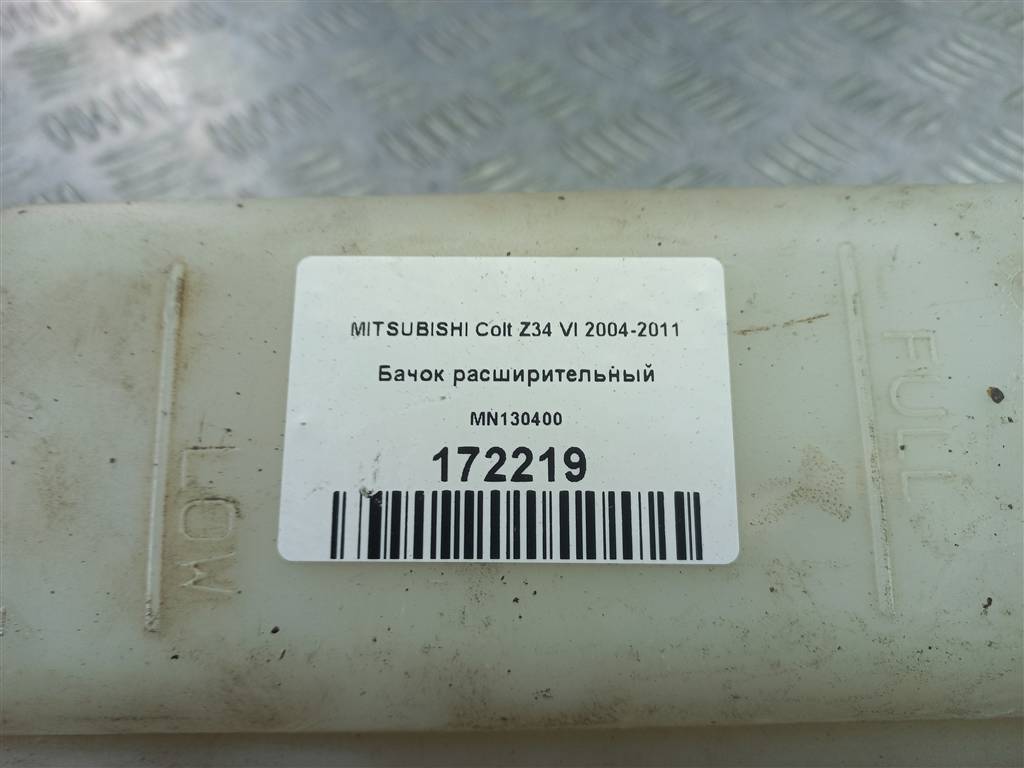 MITSUBISHI Colt Z34 VI 2004-2011
Бачок расширительный
MN130400
172219
LOW
FULL